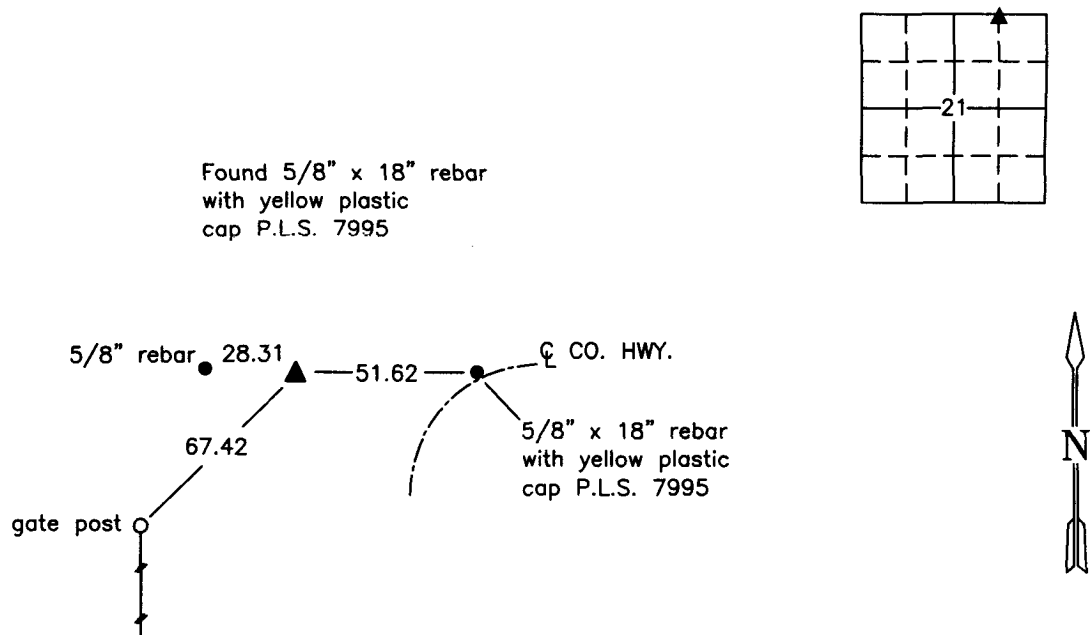 21
Found 5/8" x 18" rebar
with yellow plastic
cap P.L.S. 7995
5/8" rebar 28.31
51.62
℄ CO. HWY.
67.42
5/8" x 18" rebar
with yellow plastic
cap P.L.S. 7995
N
gate post